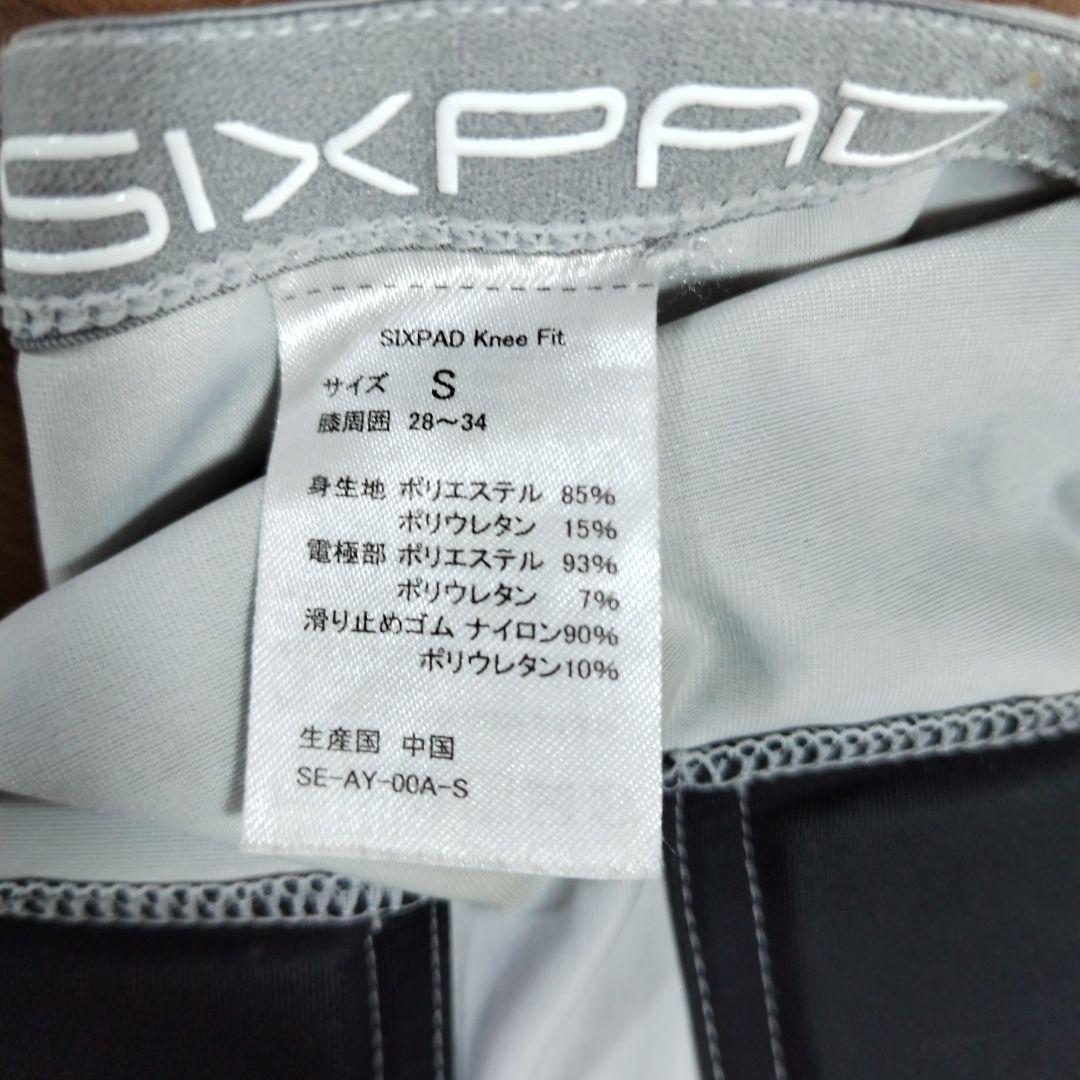 SIXPAD
SIXPAD Knee Fit
サイズ S
膝周囲 28～34
身生地 ポリエステル 85%
ポリウレタン 15%
電極部 ポリエステル 93%
ポリウレタン 7%
滑り止めゴム ナイロン90%
ポリウレタン10%
生産国 中国
SE-AY-00A-S